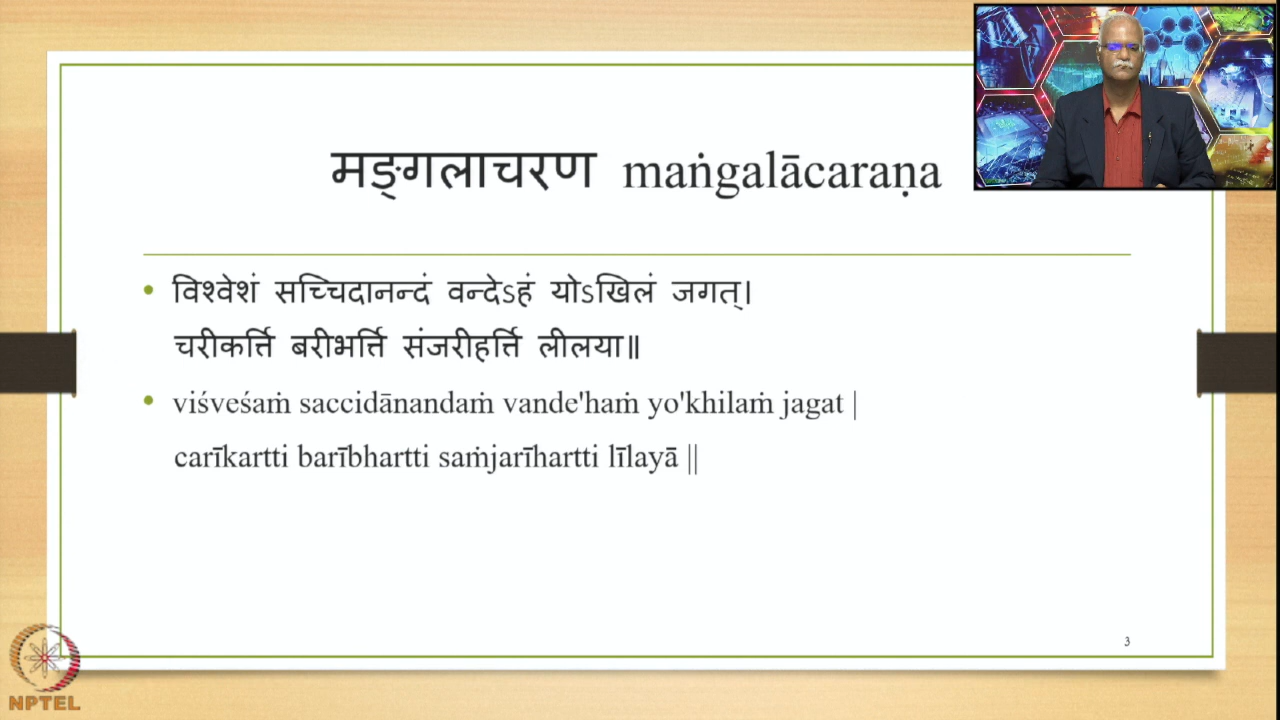 मङ्गलाचरण maṅgalācaraṇa
• विश्वेशं सच्चिदानन्दं वन्देऽहं योऽखिलं जगत्।
चरीकर्त्ति बरीभर्त्ति संजरीहर्त्ति लीलया॥
• viśveśaṁ saccidānandaṁ vande'haṁ yo'khilaṁ jagat |
carīkartti barībhartti saṁjarīhartti līlayā ||
3
NPTEL